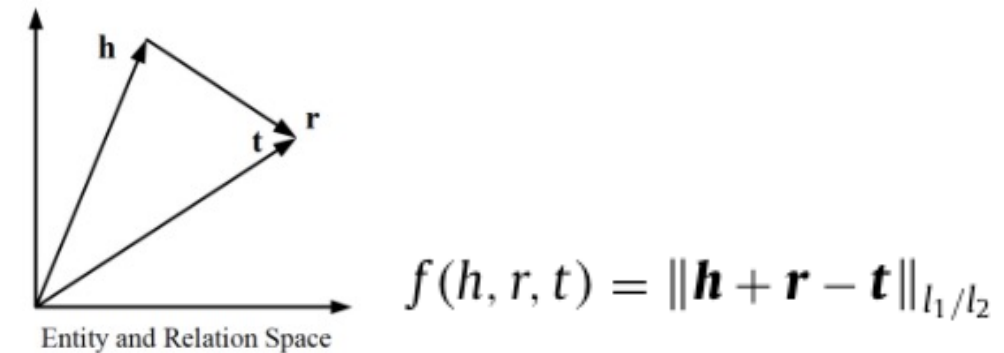 h
r
t
Entity and Relation Space
f(h, r, t) = ‖h + r − t‖l₁/l₂